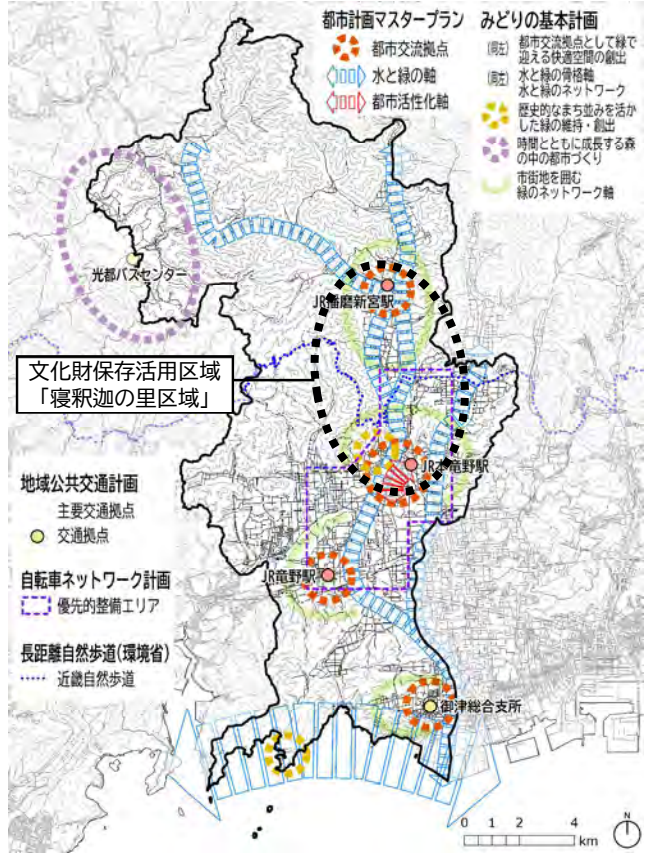 都市計画マスタープラン
都市交流拠点
水と緑の軸
都市活性化軸
みどりの基本計画
(同左) 都市交流拠点として緑で
迎える快適空間の創出
(同左) 水と緑の骨格軸
水と緑のネットワーク
歴史的なまち並みを活か
した緑の維持・創出
時間とともに成長する森
の中の都市づくり
市街地を囲む
緑のネットワーク軸
光都バスセンター
JR播磨新宮駅
文化財保存活用区域
「寝釈迦の里区域」
JR本竜野駅
地域公共交通計画
主要交通拠点
交通拠点
自転車ネットワーク計画
優先的整備エリア
長距離自然歩道(環境省)
近畿自然歩道
JR竜野駅
御津総合支所
0 1 2 4
km
N